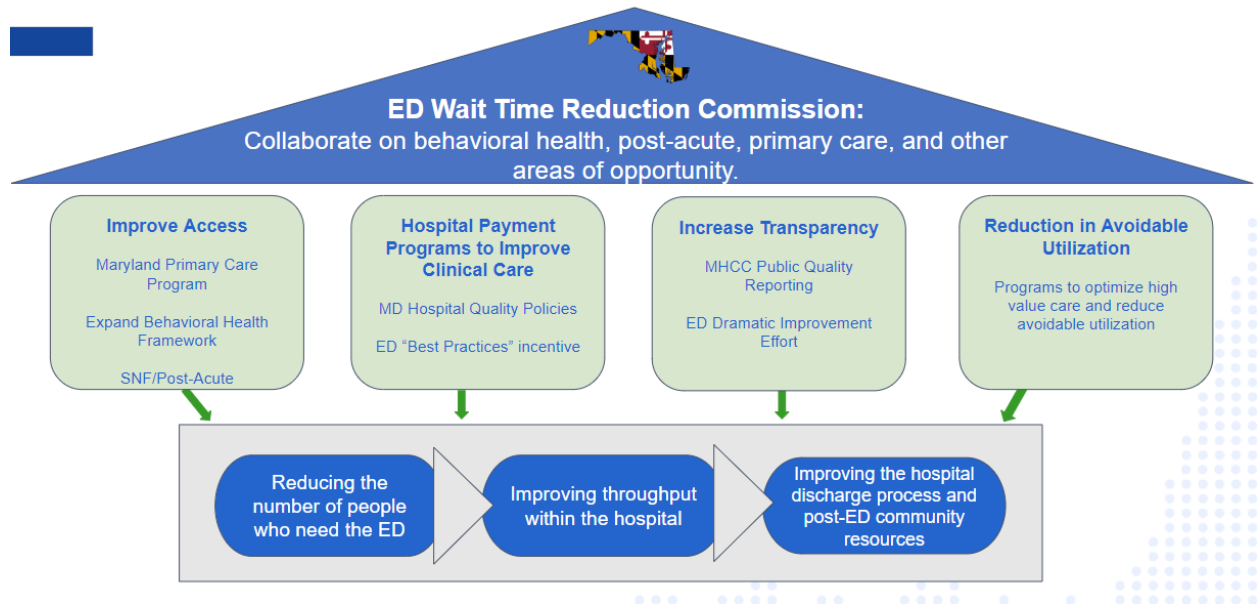 ED Wait Time Reduction Commission:
Collaborate on behavioral health, post-acute, primary care, and other
areas of opportunity.
Improve Access
Maryland Primary Care
Program
Expand Behavioral Health
Framework
SNF/Post-Acute
Hospital Payment
Programs to Improve
Clinical Care
MD Hospital Quality Policies
ED “Best Practices” incentive
Increase Transparency
MHCC Public Quality
Reporting
ED Dramatic Improvement
Effort
Reduction in Avoidable
Utilization
Programs to optimize high
value care and reduce
avoidable utilization
Reducing the
number of people
who need the ED
Improving throughput
within the hospital
Improving the hospital
discharge process and
post-ED community
resources